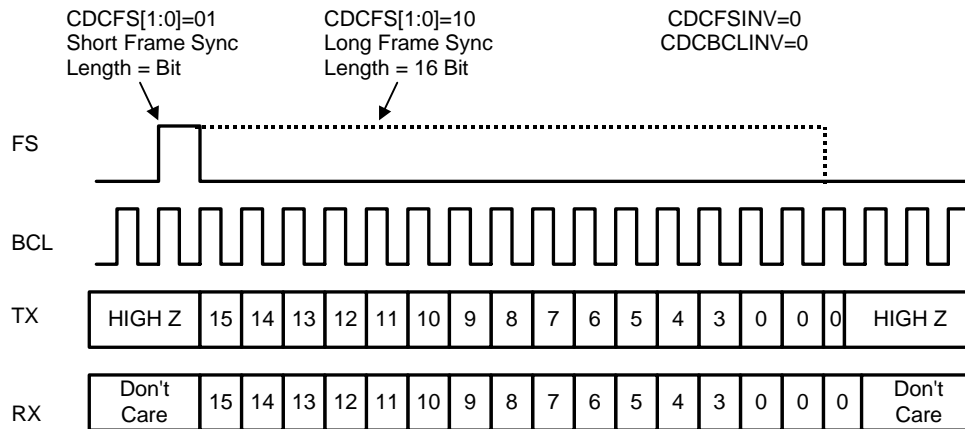 CDCFS[1:0]=01
Short Frame Sync
Length = Bit
CDCFS[1:0]=10
Long Frame Sync
Length = 16 Bit
CDCFSINV=0
CDCBCLINV=0
FS
BCL
TX HIGH Z 15 14 13 12 11 10 9 8 7 6 5 4 3 0 0 0 HIGH Z
RX Don't Care 15 14 13 12 11 10 9 8 7 6 5 4 3 0 0 0 Don't Care